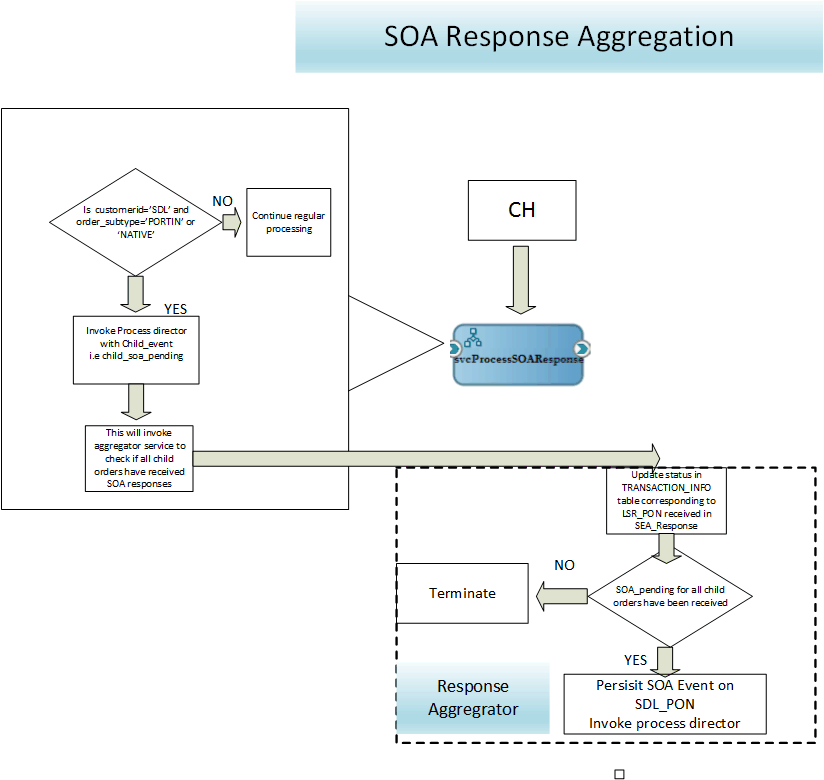 SOA Response Aggregation
Is customerid='SDL' and
order_subtype='PORTIN' or
'NATIVE'
NO
Continue regular
processing
YES
Invoke Process director
with Child_event
i.e child_soa_pending
This will invoke
aggregator service to
check if all child
orders have received
SOA responses
CH
svcProcessSOAResponse
Update status in
TRANSACTION_INFO
table corresponding to
LSR_PON received in
SEA_Response
SOA_pending for all child
orders have been received
NO
Terminate
YES
Persisit SOA Event on
SDL_PON
Invoke process director
Response
Aggregrator